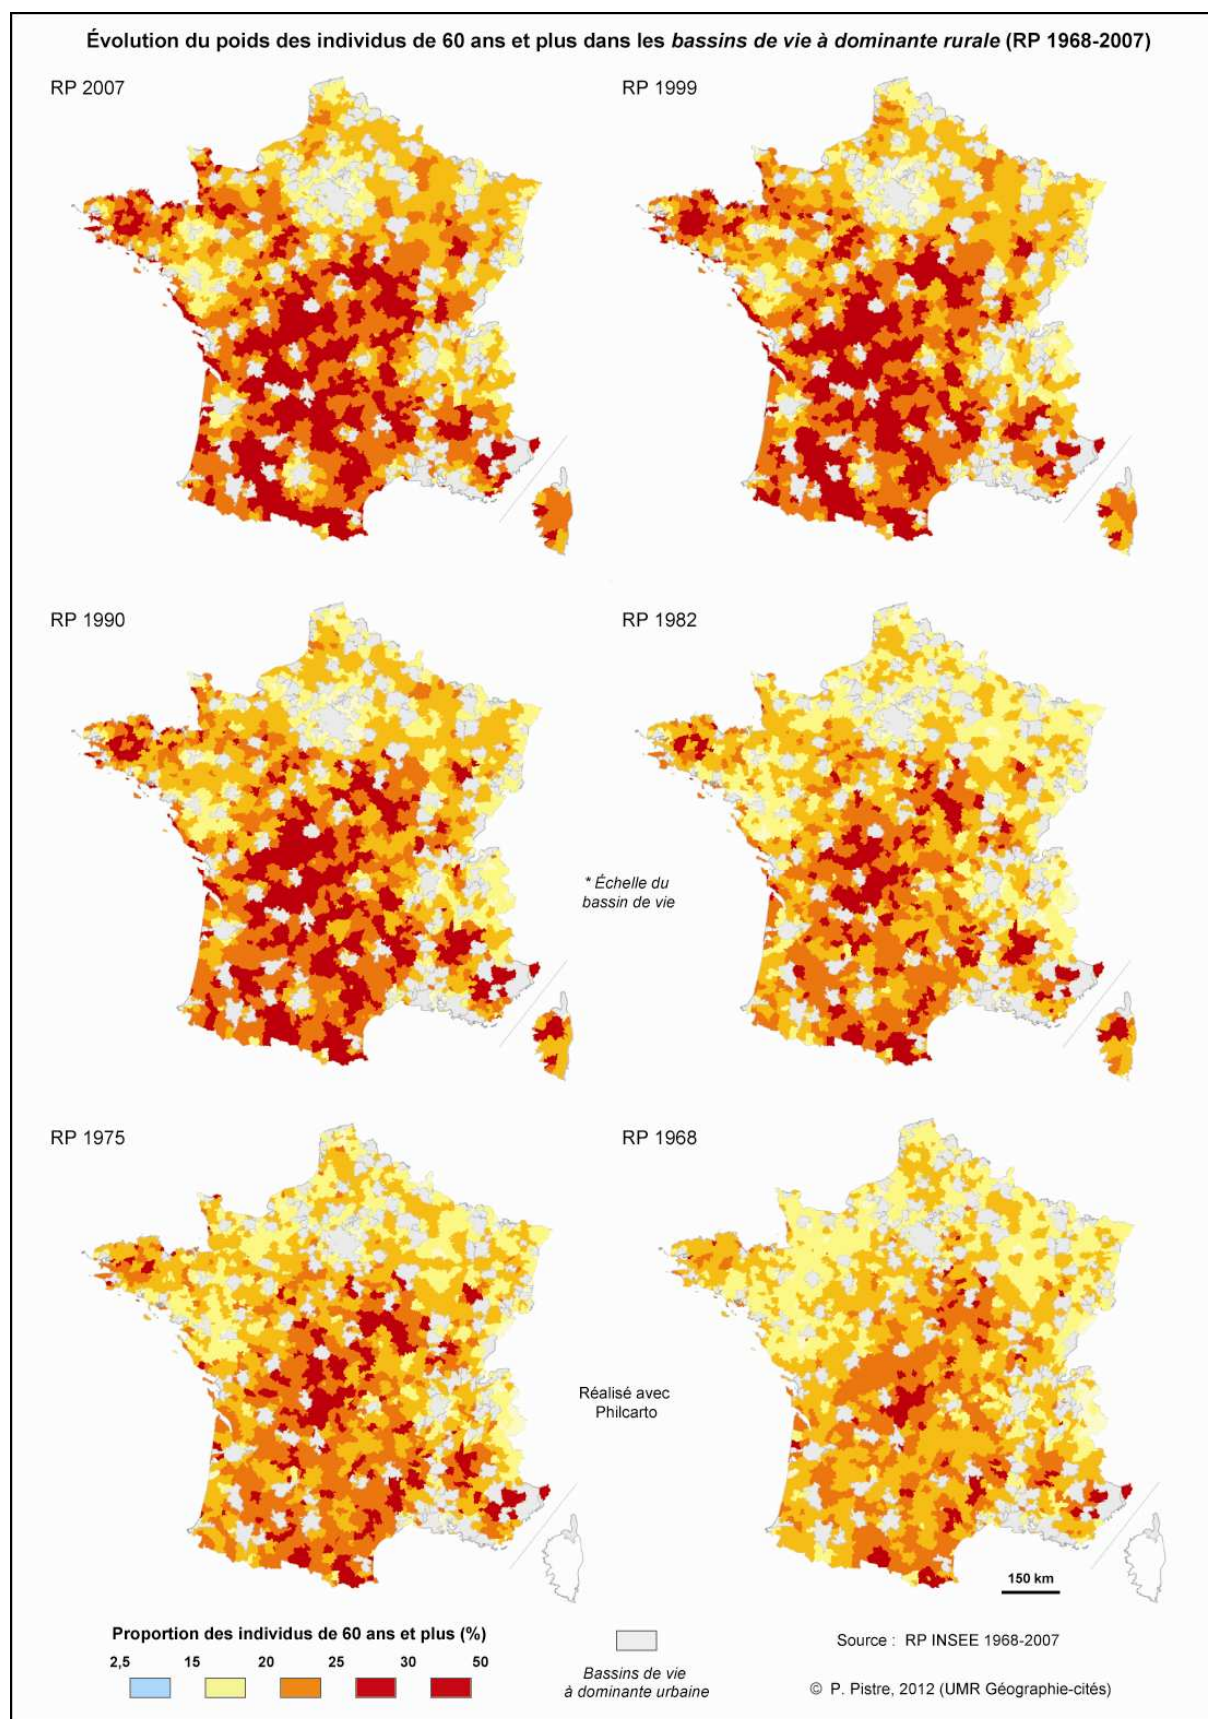 Évolution du poids des individus de 60 ans et plus dans les bassins de vie à dominante rurale (RP 1968-2007)
RP 2007
RP 1999
RP 1990
RP 1982
* Échelle du
bassin de vie
RP 1975
RP 1968
Réalisé avec
Philcarto
150 km
Proportion des individus de 60 ans et plus (%)
2,5 15 20 25 30 50
Bassins de vie
à dominante urbaine
Source : RP INSEE 1968-2007
© P. Pistre, 2012 (UMR Géographie-cités)